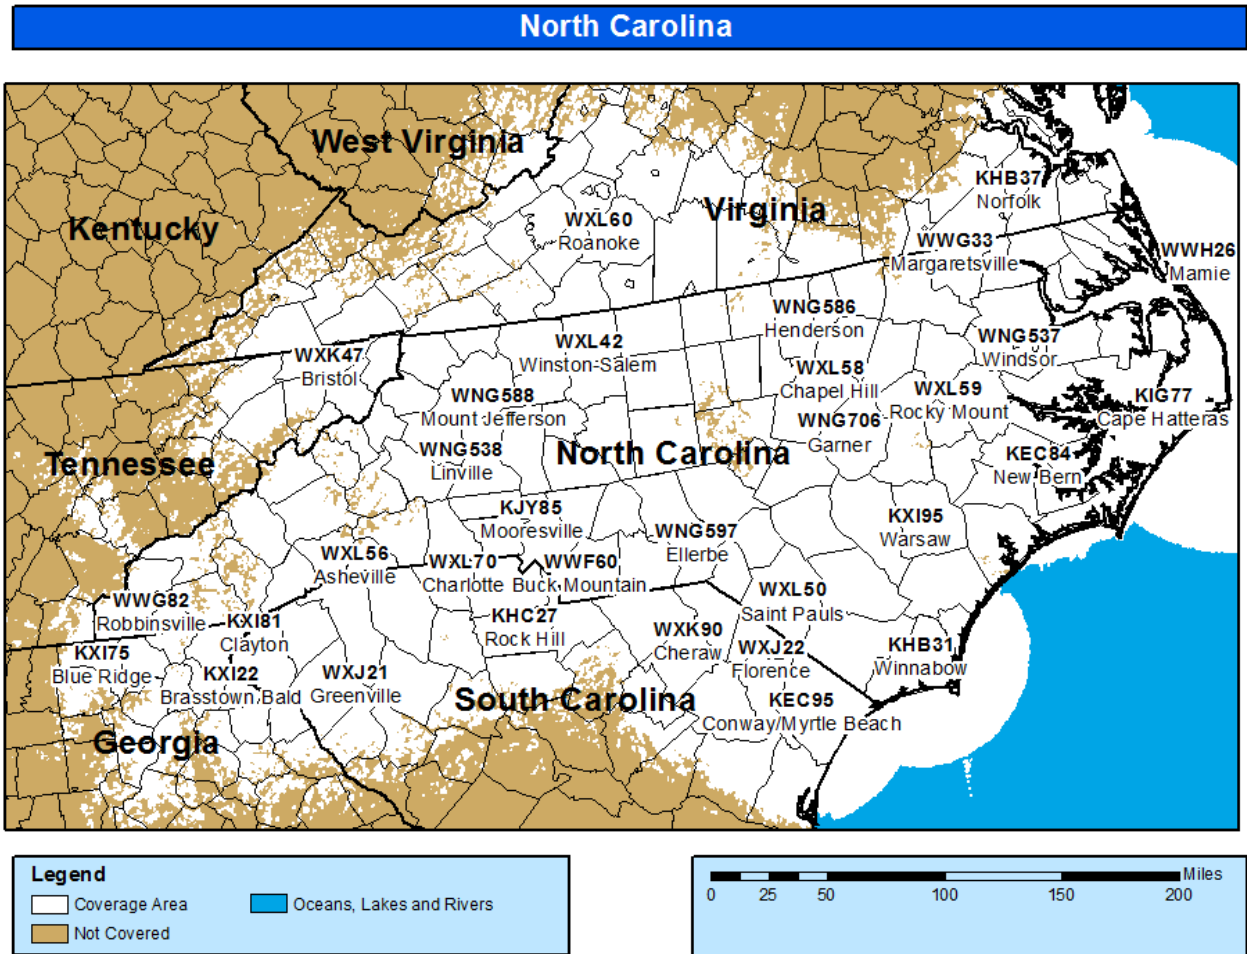 North Carolina
West Virginia
Kentucky
Virginia
KHB37
Norfolk
WXL60
Roanoke
WWG33
Margaretsville
WWH26
Mamie
WNG586
Henderson
WNG537
Windsor
WXL42
Winston-Salem
WXK47
Bristol
WXL58
Chapel Hill
WXL59
Rocky Mount
KIG77
Cape Hatteras
WNG588
Mount Jefferson
WNG706
Garner
WNG538
Linville
North Carolina
Tennessee
KEC84
New Bern
KJY85
Mooresville
WNG597
Ellerbe
KXI95
Warsaw
WXL56
Asheville
WXL70
Charlotte
WWF60
Buck Mountain
WXL50
Saint Pauls
WWG82
Robbinsville
KXI81
Clayton
KHC27
Rock Hill
WXK90
Cheraw
WXJ22
Florence
KHB31
Winnabow
KXI75
Blue Ridge
KXI22
Brasstown Bald
WXJ21
Greenville
South Carolina
KEC95
Conway/Myrtle Beach
Georgia
Legend
Coverage Area
Oceans, Lakes and Rivers
Not Covered
Miles
0 25 50 100 150 200